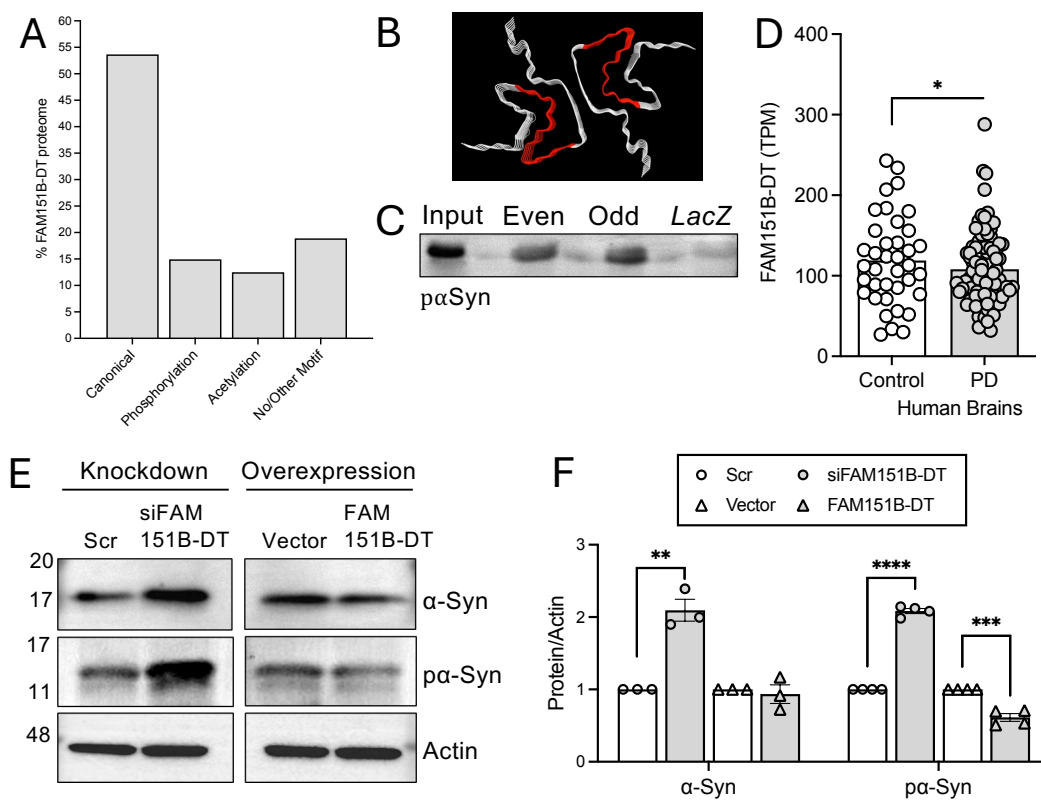 A
60
55
50
45
40
35
30
25
20
15
10
5
0
% FAM151B-DT proteome
Canonical
Phosphorylation
Acetylation
No/Other Motif
B
C
Input Even Odd LacZ
pαSyn
D
*
400
300
200
100
0
FAM151B-DT (TPM)
Control PD
Human Brains
E
Knockdown Overexpression
Scr siFAM 151B-DT Vector FAM 151B-DT
20
17
α-Syn
17
11
pα-Syn
48
Actin
F
Scr siFAM151B-DT
Vector FAM151B-DT
3
2
1
0
Protein/Actin
** **** ***
α-Syn pα-Syn